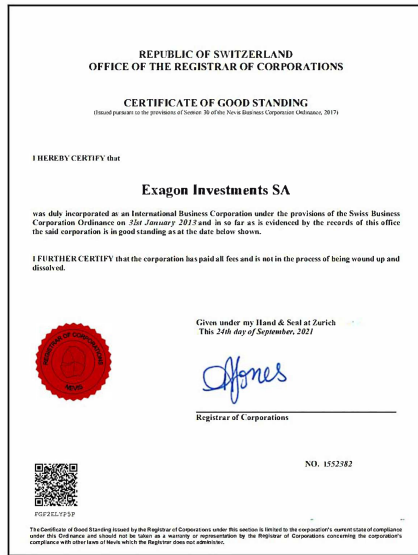 REPUBLIC OF SWITZERLAND
OFFICE OF THE REGISTRAR OF CORPORATIONS
CERTIFICATE OF GOOD STANDING
(Issued pursuant to the provisions of Section 30 of the Nevis Business Corporation Ordinance, 2017)
I HEREBY CERTIFY that
Exagon Investments SA
was duly incorporated as an International Business Corporation under the provisions of the Swiss Business
Corporation Ordinance on 31st January 2013 and in so far as is evidenced by the records of this office
the said corporation is in good standing as at the date below shown.
I FURTHER CERTIFY that the corporation has paid all fees and is not in the process of being wound up and
dissolved.
Given under my Hand & Seal at Zurich
This 24th day of September, 2021
REGISTRAR OF CORPORATIONS
NEVIS
Jones
Registrar of Corporations
NO. 1552382
FGF2ELYP5P
The Certificate of Good Standing issued by the Registrar of Corporations under this section is limited to the corporation's current state of compliance
under this Ordinance and should not be taken as a warranty or representation by the Registrar of Corporations concerning the corporation's
compliance with other laws of Nevis which the Registrar does not administer.